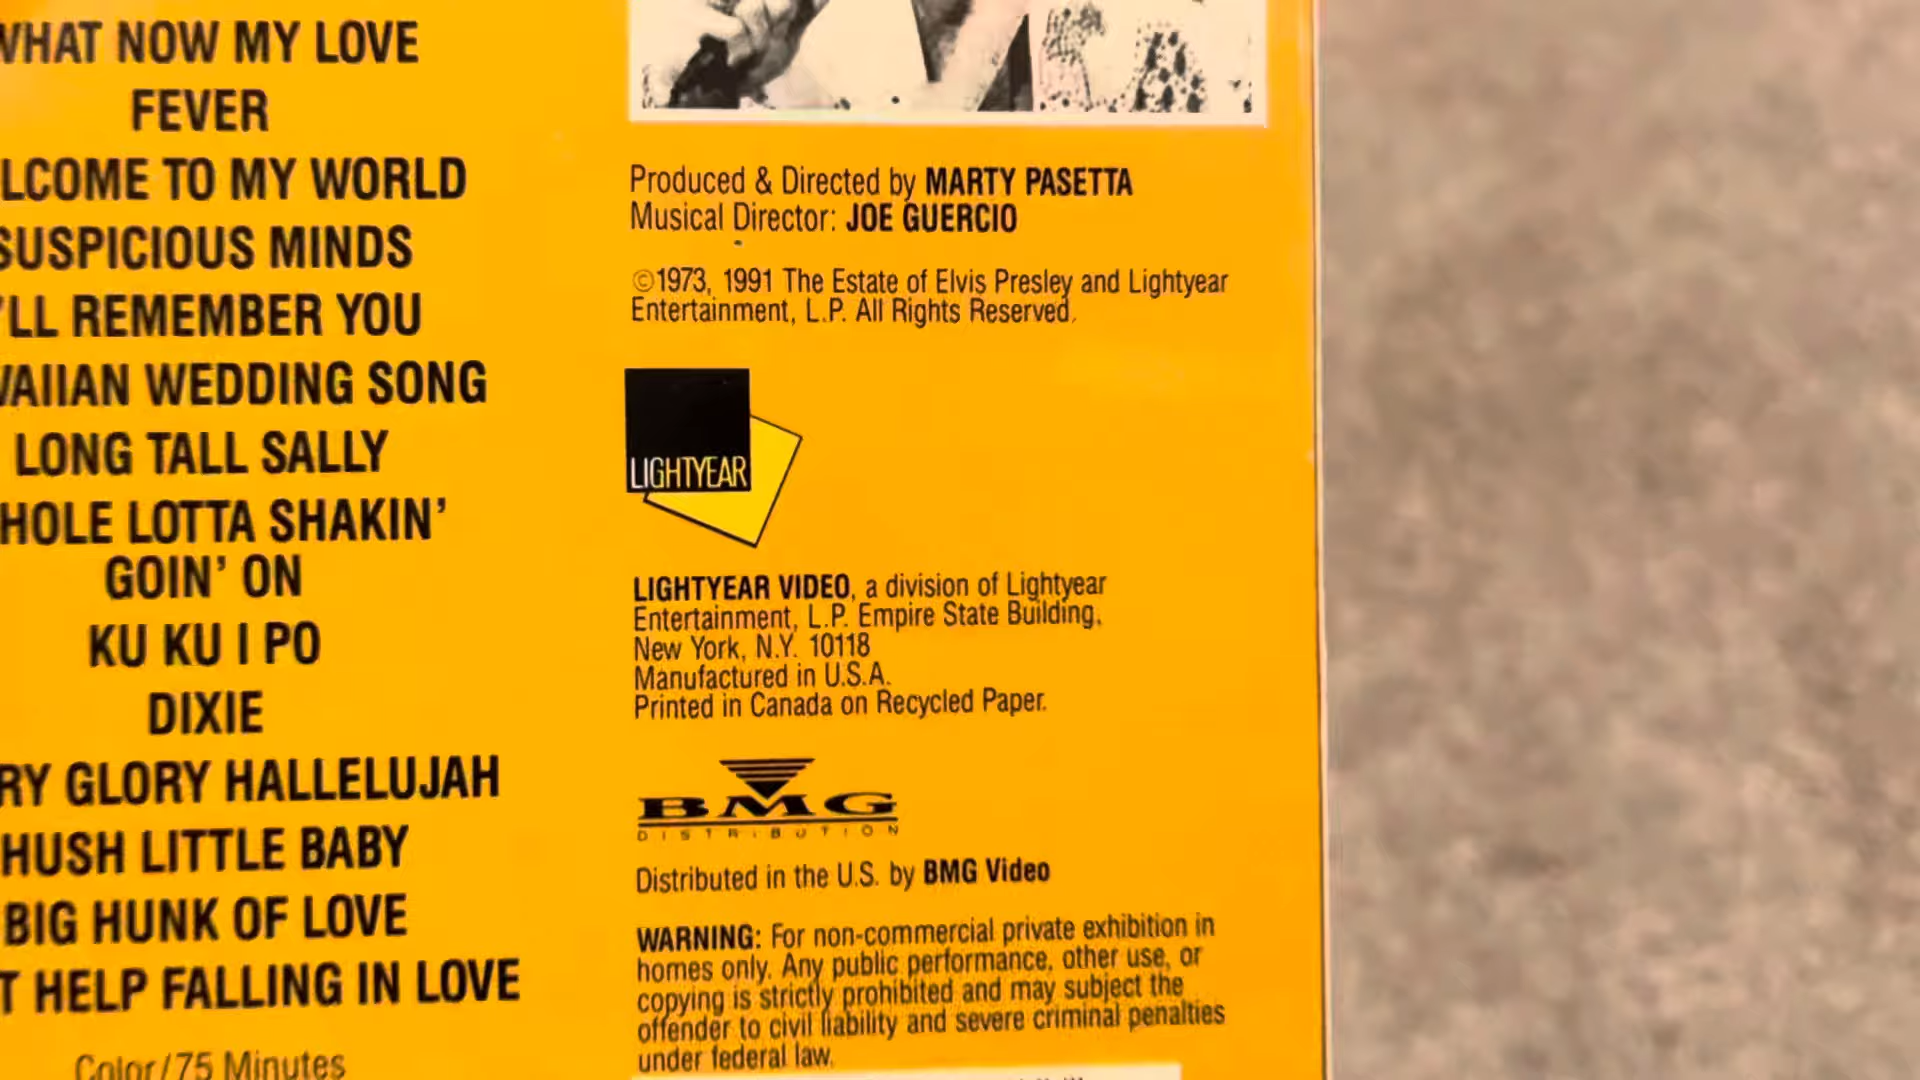 WHAT NOW MY LOVE
FEVER
LCOME TO MY WORLD
SUSPICIOUS MINDS
'LL REMEMBER YOU
WAIIAN WEDDING SONG
LONG TALL SALLY
HOLE LOTTA SHAKIN'
GOIN' ON
KU KU I PO
DIXIE
RY GLORY HALLELUJAH
HUSH LITTLE BABY
BIG HUNK OF LOVE
T HELP FALLING IN LOVE
Color/75 Minutes
Produced & Directed by MARTY PASETTA
Musical Director: JOE GUERCIO
©1973, 1991 The Estate of Elvis Presley and Lightyear
Entertainment, L.P. All Rights Reserved.
LIGHTYEAR
LIGHTYEAR VIDEO, a division of Lightyear
Entertainment, L.P. Empire State Building,
New York, N.Y. 10118
Manufactured in U.S.A.
Printed in Canada on Recycled Paper.
BMG
DISTRIBUTION
Distributed in the U.S. by BMG Video
WARNING: For non-commercial private exhibition in
homes only. Any public performance, other use, or
copying is strictly prohibited and may subject the
offender to civil liability and severe criminal penalties
under federal law.